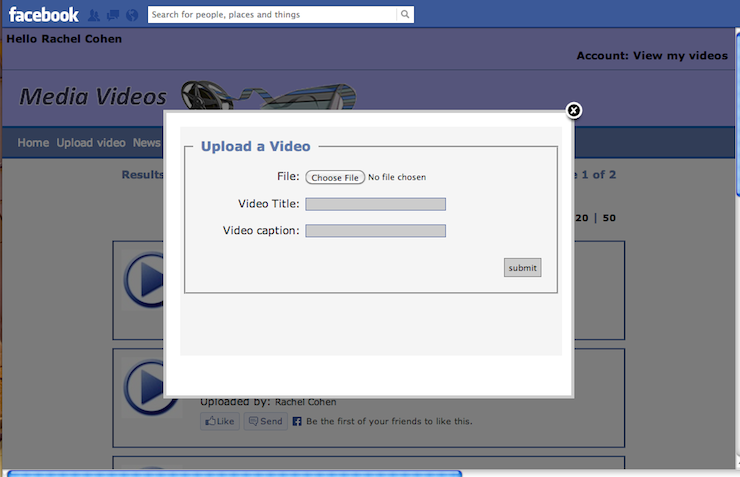 facebook
Search for people, places and things
Hello Rachel Cohen
Account: View my videos
Media Videos
Home Upload video News
Results
1 of 2
20 | 50
Upload a Video
File: Choose File No file chosen
Video Title:
Video caption:
submit
Uploaded by: Rachel Cohen
Like Send Be the first of your friends to like this.